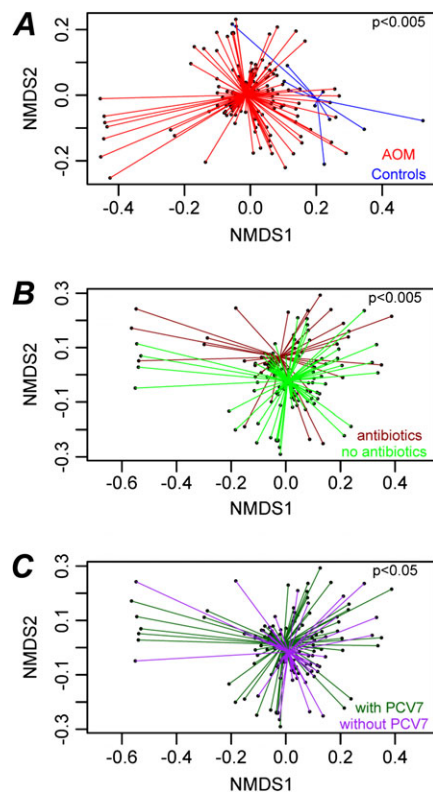 A
p<0.005
NMDS2
0.2
0.0
-0.2
AOM
Controls
-0.4 -0.2 0.0 0.2 0.4
NMDS1
B
p<0.005
NMDS2
0.3
0.1
-0.1
-0.3
antibiotics
no antibiotics
-0.6 -0.4 -0.2 0.0 0.2 0.4
NMDS1
C
p<0.05
NMDS2
0.3
0.1
-0.1
-0.3
with PCV7
without PCV7
-0.6 -0.4 -0.2 0.0 0.2 0.4
NMDS1